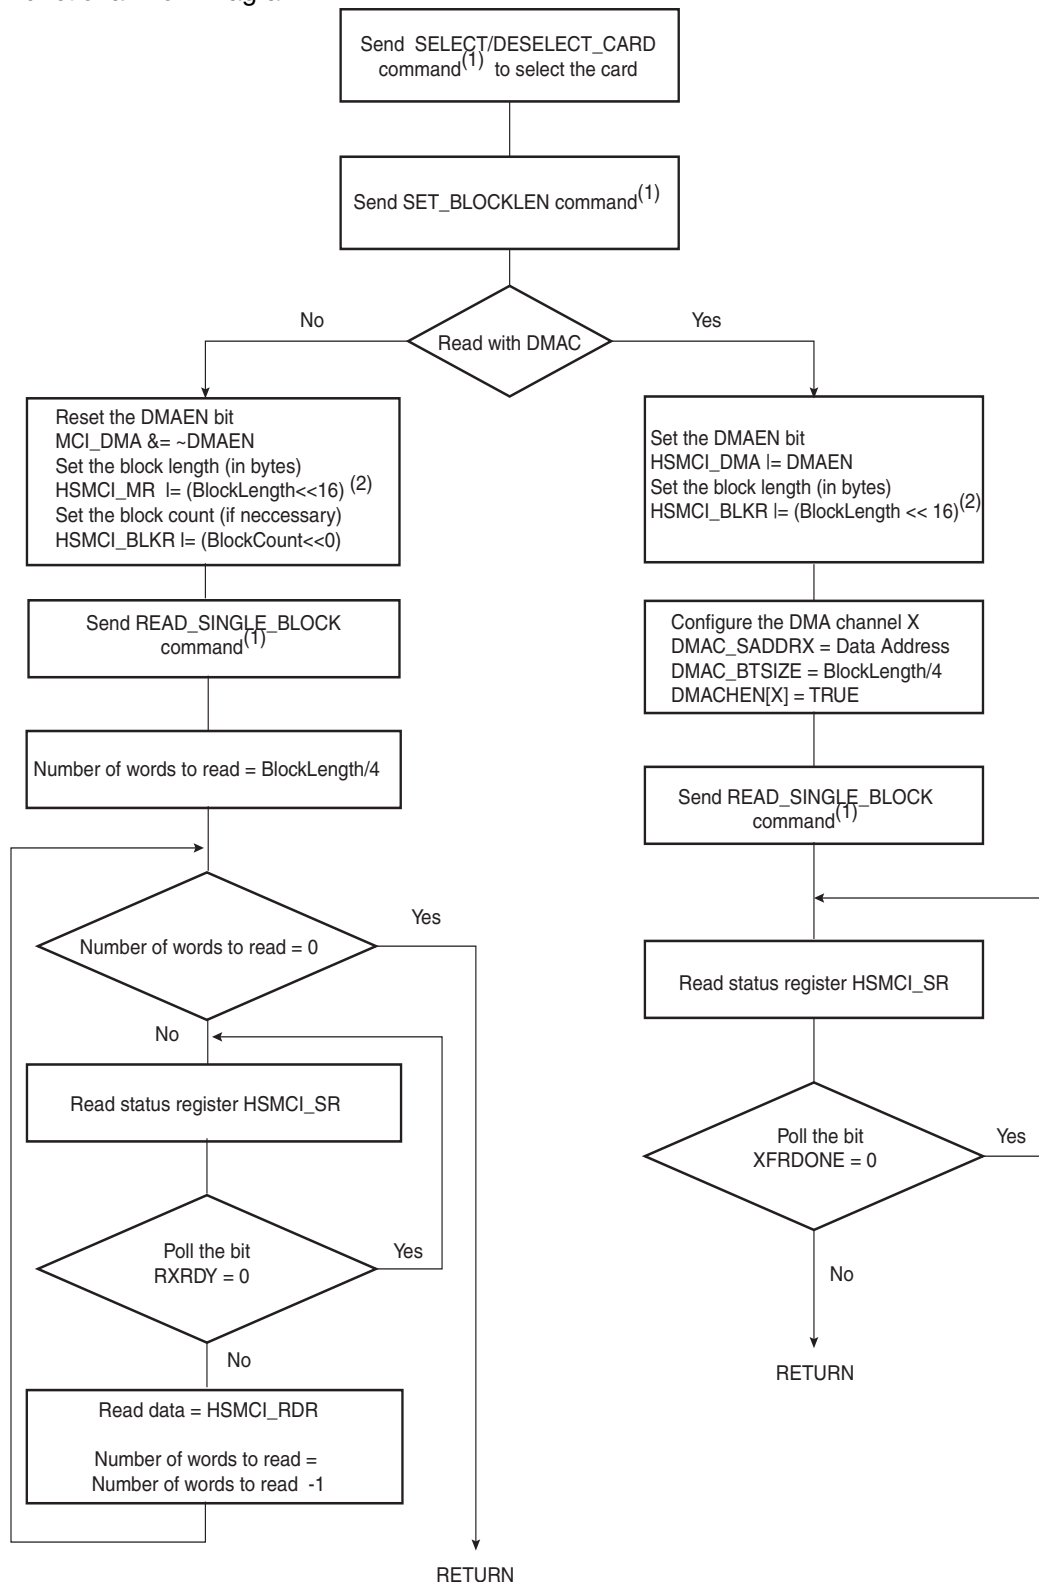 Send SELECT/DESELECT_CARD
command(1) to select the card
Send SET_BLOCKLEN command(1)
Read with DMAC
No
Yes
Reset the DMAEN bit
MCI_DMA &= ~DMAEN
Set the block length (in bytes)
HSMCI_MR |= (BlockLength<<16) (2)
Set the block count (if neccessary)
HSMCI_BLKR |= (BlockCount<<0)
Send READ_SINGLE_BLOCK
command(1)
Number of words to read = BlockLength/4
Number of words to read = 0
Yes
No
Read status register HSMCI_SR
Poll the bit
RXRDY = 0
Yes
No
Read data = HSMCI_RDR
Number of words to read =
Number of words to read -1
RETURN
Set the DMAEN bit
HSMCI_DMA |= DMAEN
Set the block length (in bytes)
HSMCI_BLKR |= (BlockLength << 16)(2)
Configure the DMA channel X
DMAC_SADDRX = Data Address
DMAC_BTSIZE = BlockLength/4
DMACHEN[X] = TRUE
Send READ_SINGLE_BLOCK
command(1)
Read status register HSMCI_SR
Poll the bit
XFRDONE = 0
Yes
No
RETURN